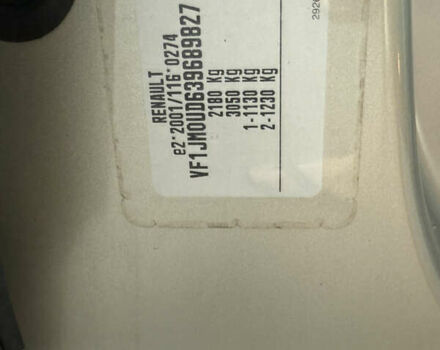 RENAULT
e2*2001/116*0274
VF1JM0UD639689827
2180 Kg
3050 Kg
1-1130 Kg
2-1230 Kg